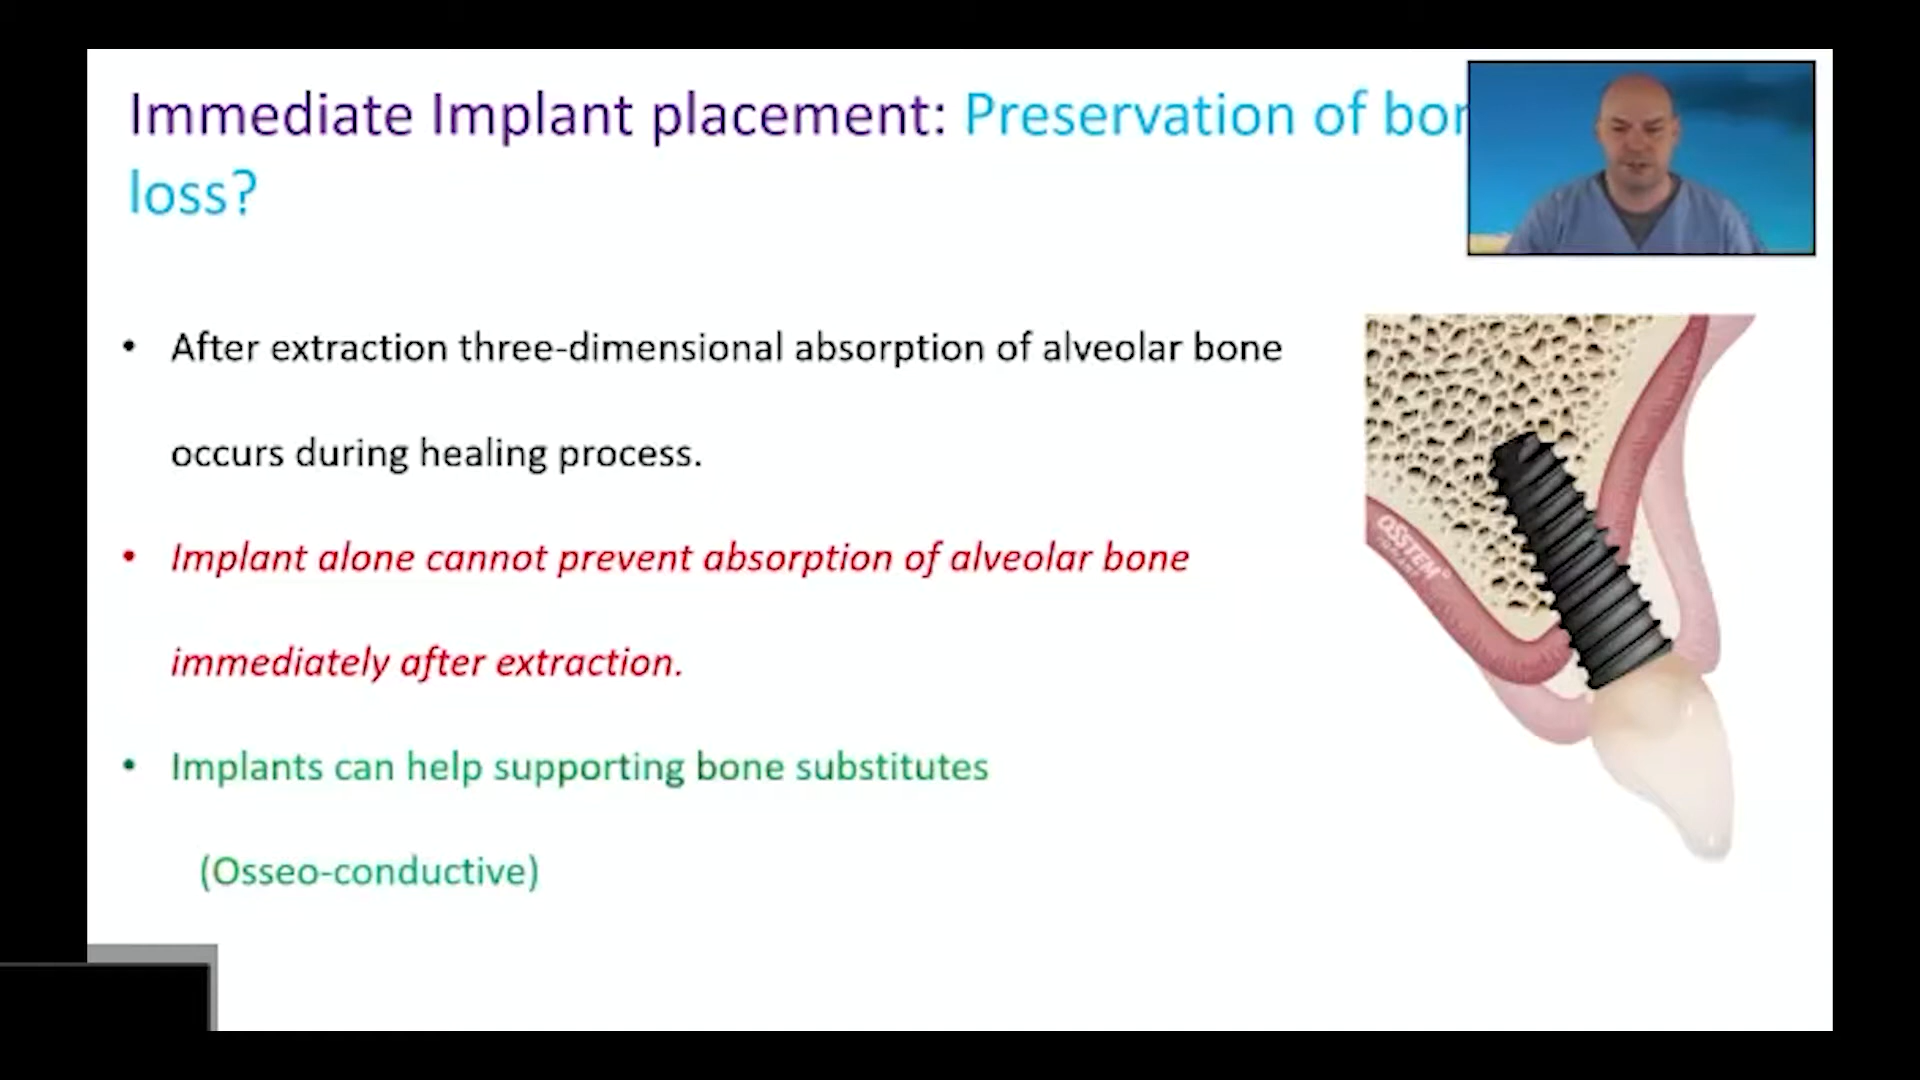 Immediate Implant placement: Preservation of
loss?
• After extraction three-dimensional absorption of alveolar bone
occurs during healing process.
• Implant alone cannot prevent absorption of alveolar bone
immediately after extraction.
• Implants can help supporting bone substitutes
(Osseo-conductive)
OSSTEM